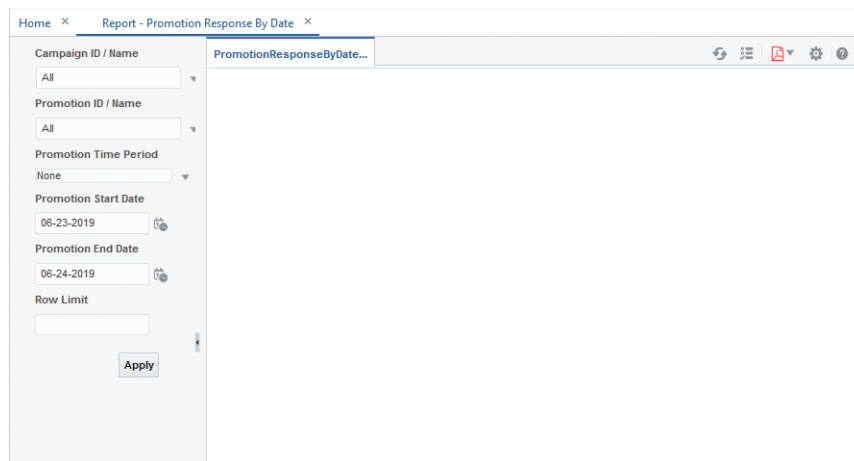 Home ×
Report - Promotion Response By Date ×
Campaign ID / Name
All
Promotion ID / Name
All
Promotion Time Period
None
Promotion Start Date
06-23-2019
Promotion End Date
06-24-2019
Row Limit
Apply
PromotionResponseByDate...